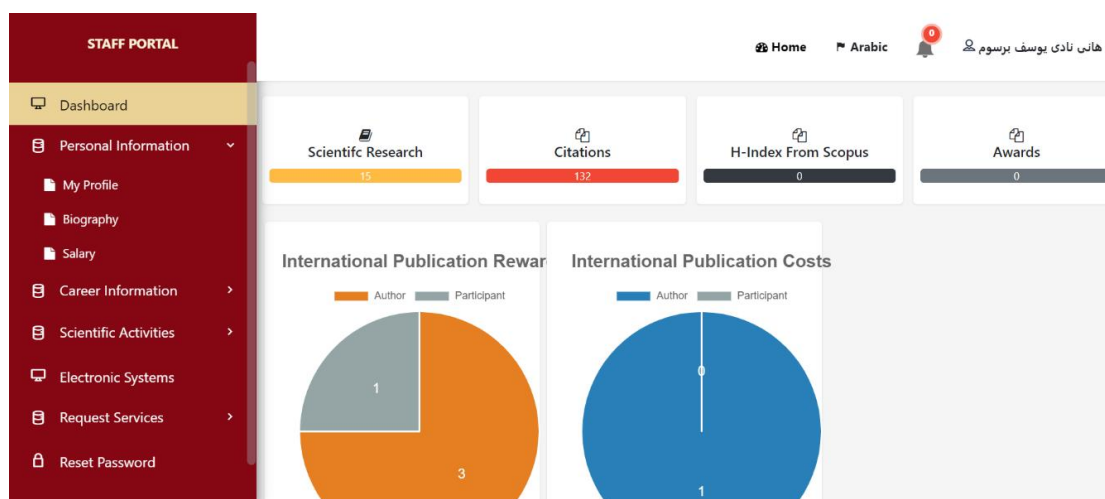 STAFF PORTAL
Home
Arabic
0
هانى نادى يوسف برسوم
Dashboard
Personal Information
My Profile
Biography
Salary
Career Information
Scientific Activities
Electronic Systems
Request Services
Reset Password
Scientifc Research
15
Citations
132
H-Index From Scopus
0
Awards
0
International Publication Rewar
Author Participant
1
3
International Publication Costs
Author Participant
0
1